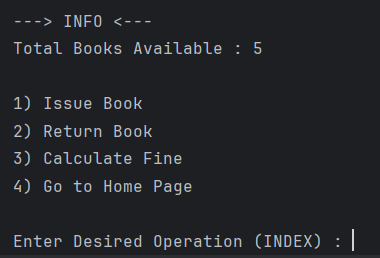 ---> INFO <---
Total Books Available : 5
1) Issue Book
2) Return Book
3) Calculate Fine
4) Go to Home Page
Enter Desired Operation (INDEX) :